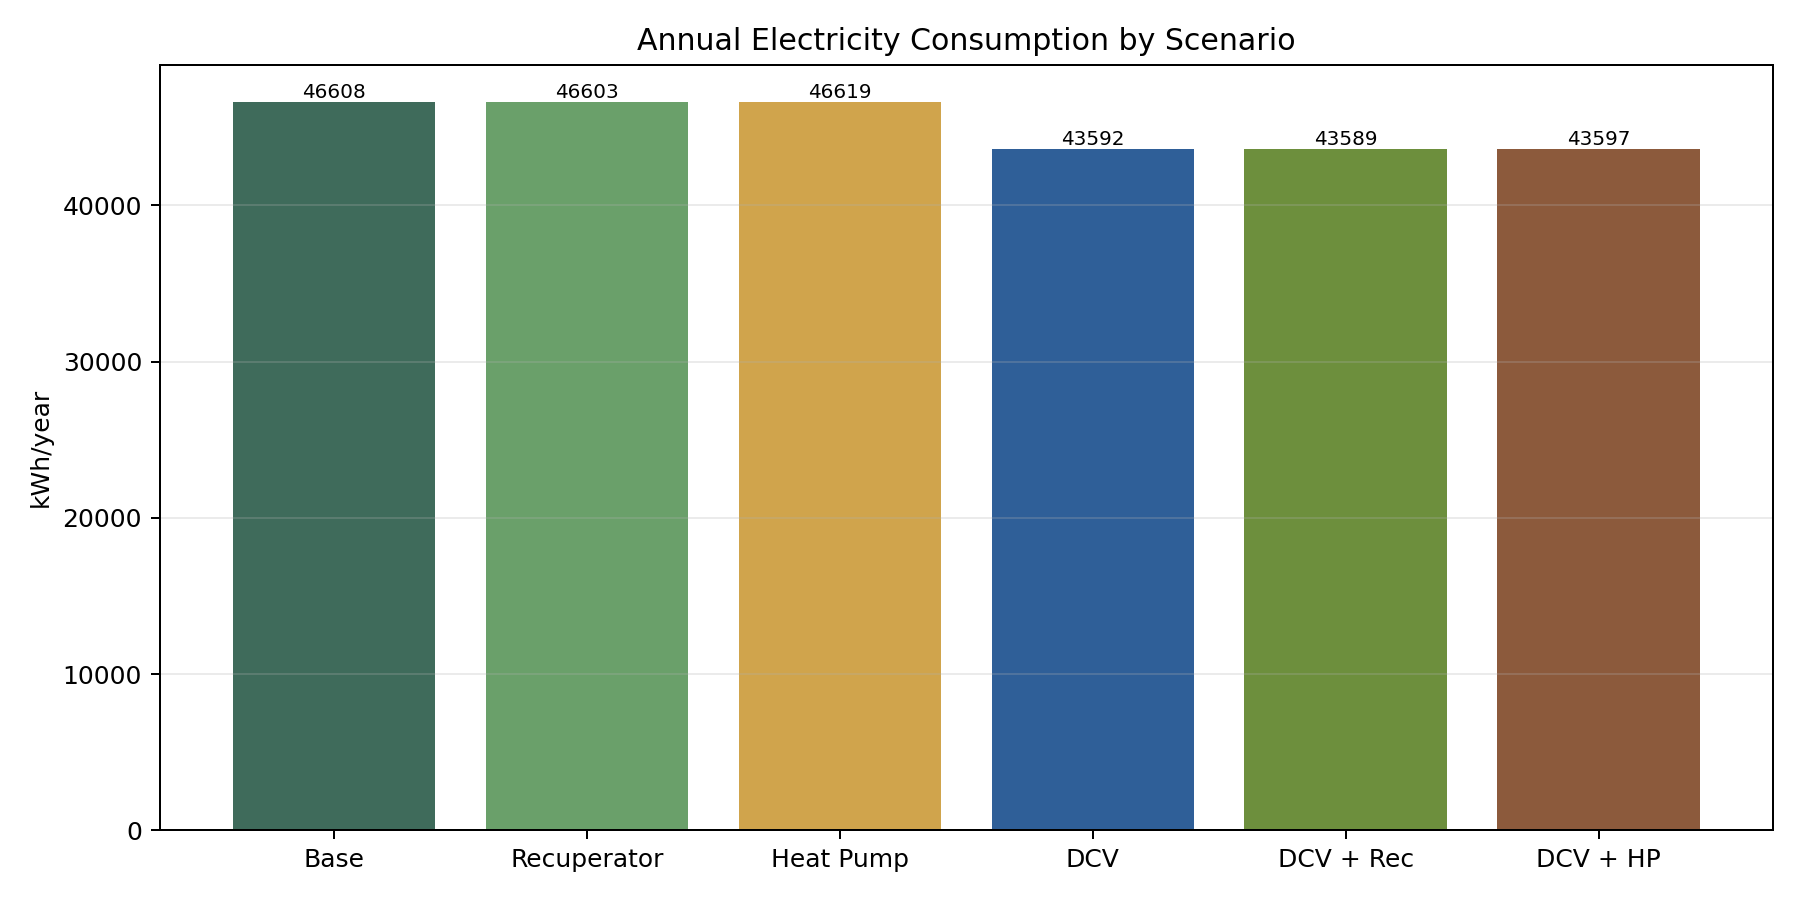 Annual Electricity Consumption by Scenario
46608
46603
46619
43592
43589
43597
40000
30000
20000
10000
0
kWh/year
Base
Recuperator
Heat Pump
DCV
DCV + Rec
DCV + HP